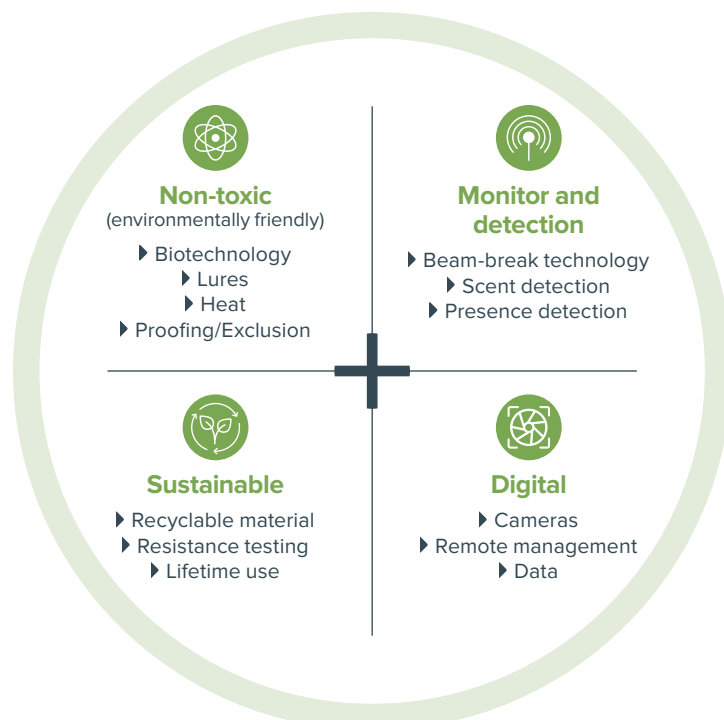 Non-toxic
(environmentally friendly)
Biotechnology
Lures
Heat
Proofing/Exclusion
Monitor and
detection
Beam-break technology
Scent detection
Presence detection
Sustainable
Recyclable material
Resistance testing
Lifetime use
Digital
Cameras
Remote management
Data